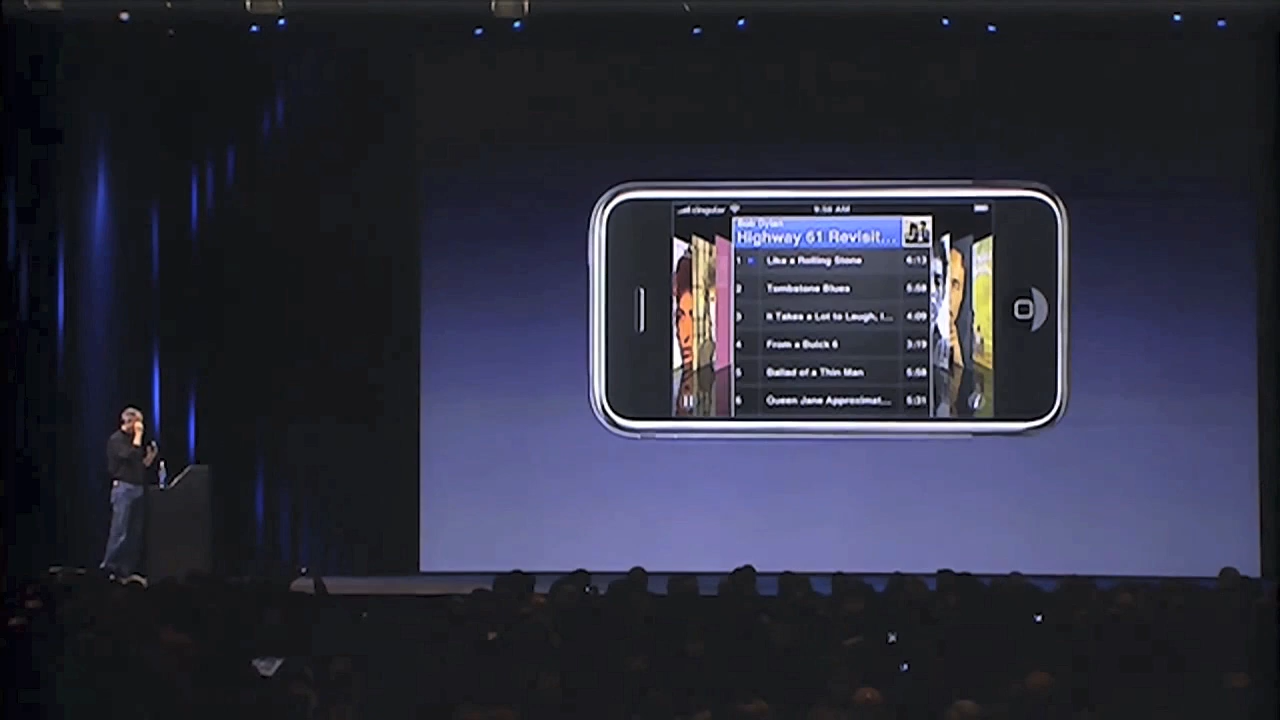 cingular 9:56 AM
Bob Dylan
Highway 61 Revisit...
1 Like a Rolling Stone 6:13
2 Tombstone Blues 5:58
3 It Takes a Lot to Laugh, I... 4:09
4 From a Buick 6 3:19
5 Ballad of a Thin Man 5:58
6 Queen Jane Approximat... 5:31